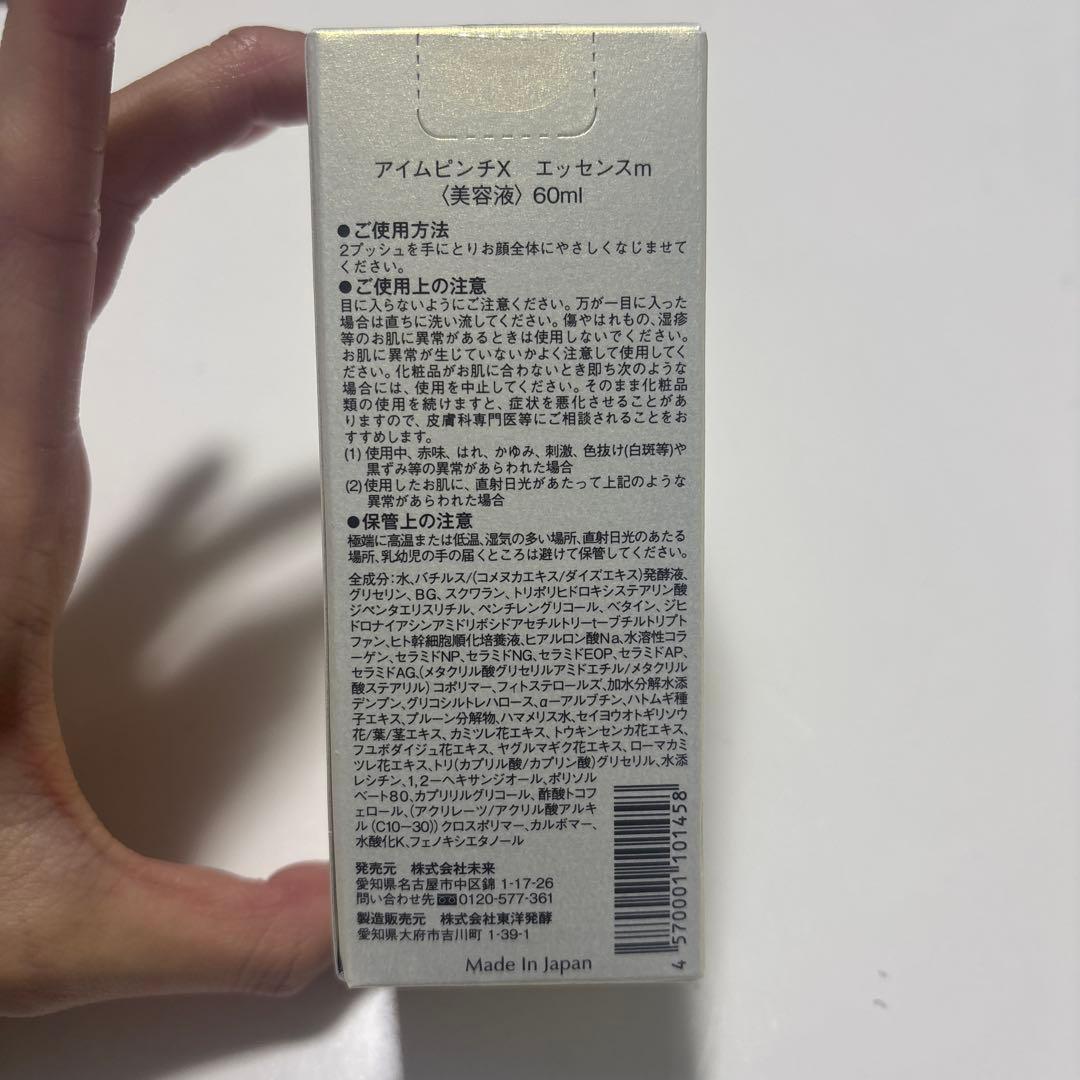 アイムピンチX　エッセンスm
〈美容液〉60ml
●ご使用方法
2プッシュを手にとりお顔全体にやさしくなじませて
ください。
●ご使用上の注意
目に入らないようにご注意ください。万が一目に入った
場合は直ちに洗い流してください。傷やはれもの、湿疹
等のお肌に異常があるときは使用しないでください。
お肌に異常が生じていないかよく注意して使用してく
ださい。化粧品がお肌に合わないとき即ち次のような
場合には、使用を中止してください。そのまま化粧品
類の使用を続けますと、症状を悪化させることがあ
りますので、皮膚科専門医等にご相談されることをお
すすめします。
(1) 使用中、赤味、はれ、かゆみ、刺激、色抜け(白斑等)や
黒ずみ等の異常があらわれた場合
(2)使用したお肌に、直射日光があたって上記のような
異常があらわれた場合
●保管上の注意
極端に高温または低温、湿気の多い場所、直射日光のあたる
場所、乳幼児の手の届くところは避けて保管してください。
全成分：水、バチルス/(コメヌカエキス/ダイズエキス)発酵液、
グリセリン、BG、スクワラン、トリポリヒドロキシステアリン酸
ジペンタエリスリチル、ペンチレングリコール、ベタイン、ジヒ
ドロナイアシンアミドリボシドアセチルトリーt−ブチルトリプト
ファン、ヒト幹細胞順化培養液、ヒアルロン酸Na、水溶性コラ
ーゲン、セラミドNP、セラミドNG、セラミドEOP、セラミドAP、
セラミドAG、(メタクリル酸グリセリルアミドエチル/メタクリル
酸ステアリル)コポリマー、フィトステロールズ、加水分解水添
デンプン、グリコシルトレハロース、α−アルブチン、ハトムギ種
子エキス、プルーン分解物、ハマメリス水、セイヨウオトギリソウ
花/葉/茎エキス、カミツレ花エキス、トウキンセンカ花エキス、
フユボダイジュ花エキス、ヤグルマギク花エキス、ローマカミ
ツレ花エキス、トリ(カプリル酸/カプリン酸)グリセリル、水添
レシチン、1,2−ヘキサンジオール、ポリソル
ベート80、カプリリルグリコール、酢酸トコフ
ェロール、(アクリレーツ/アクリル酸アルキ
ル(C10−30))クロスポリマー、カルボマー、
水酸化K、フェノキシエタノール
発売元　株式会社未来
愛知県名古屋市中区錦 1-17-26
問い合わせ先 0120-577-361
製造販売元　株式会社東洋発酵
愛知県大府市吉川町 1-39-1
Made In Japan
4 570001 101458